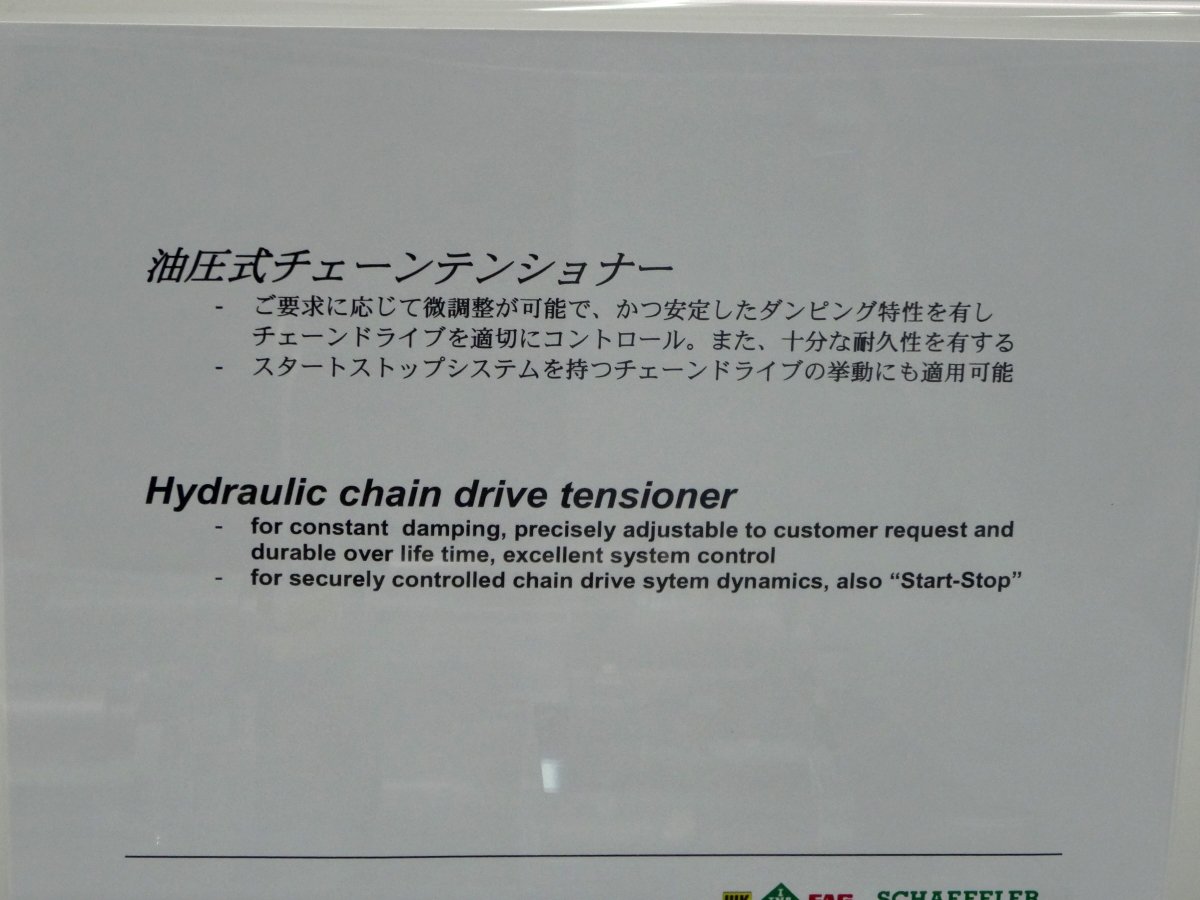 油圧式チェーンテンショナー
- ご要求に応じて微調整が可能で、かつ安定したダンピング特性を有し
チェーンドライブを適切にコントロール。また、十分な耐久性を有する
- スタートストップシステムを持つチェーンドライブの挙動にも適用可能
Hydraulic chain drive tensioner
- for constant damping, precisely adjustable to customer request and
durable over life time, excellent system control
- for securely controlled chain drive sytem dynamics, also “Start-Stop”
FAG SCHAEFFLER